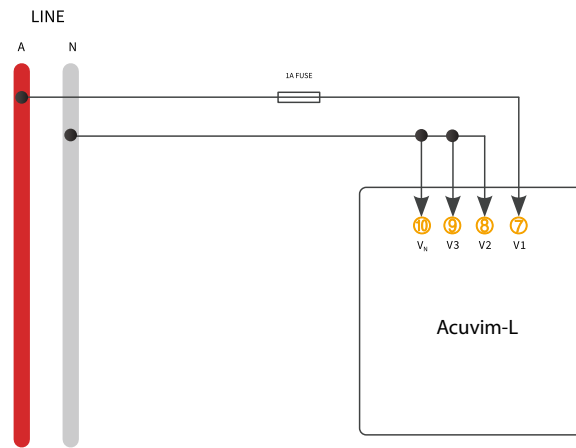 LINE
A N
1A FUSE
⑩ ⑨ ⑧ ⑦
VN V3 V2 V1
Acuvim-L